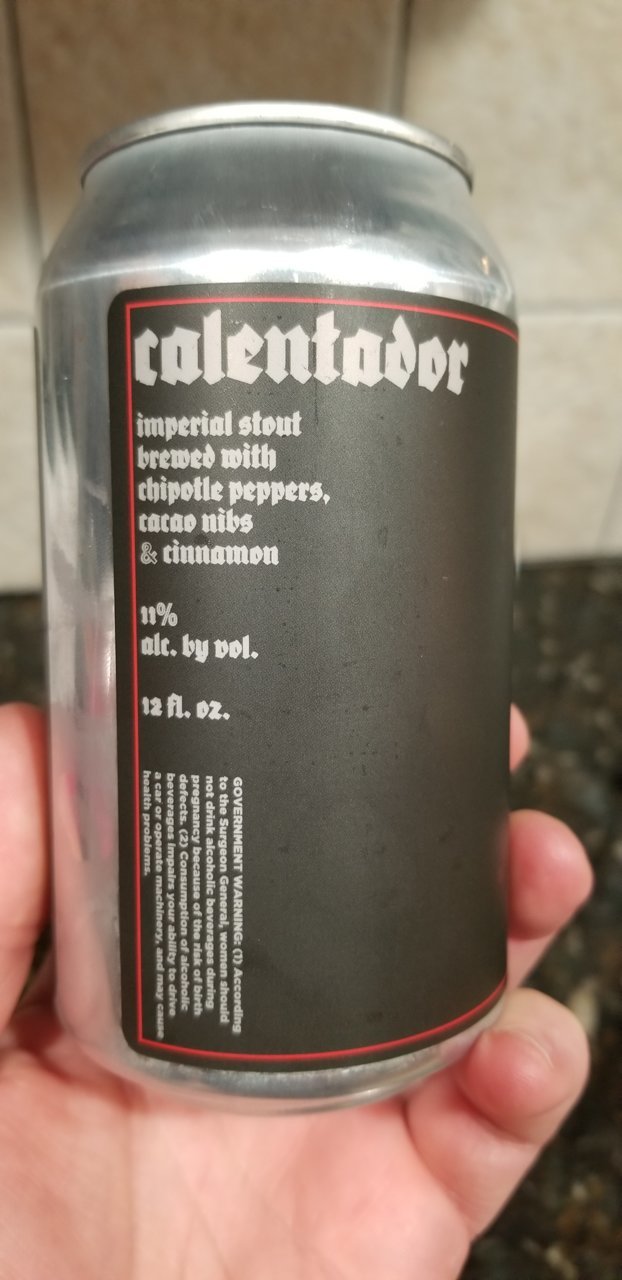 calentador
imperial stout
brewed with
chipotle peppers,
cacao nibs
& cinnamon
11%
alc. by vol.
12 fl. oz.
GOVERNMENT WARNING: (1) According
to the Surgeon General, women should
not drink alcoholic beverages during
pregnancy because of the risk of birth
defects. (2) Consumption of alcoholic
beverages impairs your ability to drive
a car or operate machinery, and may cause
health problems.